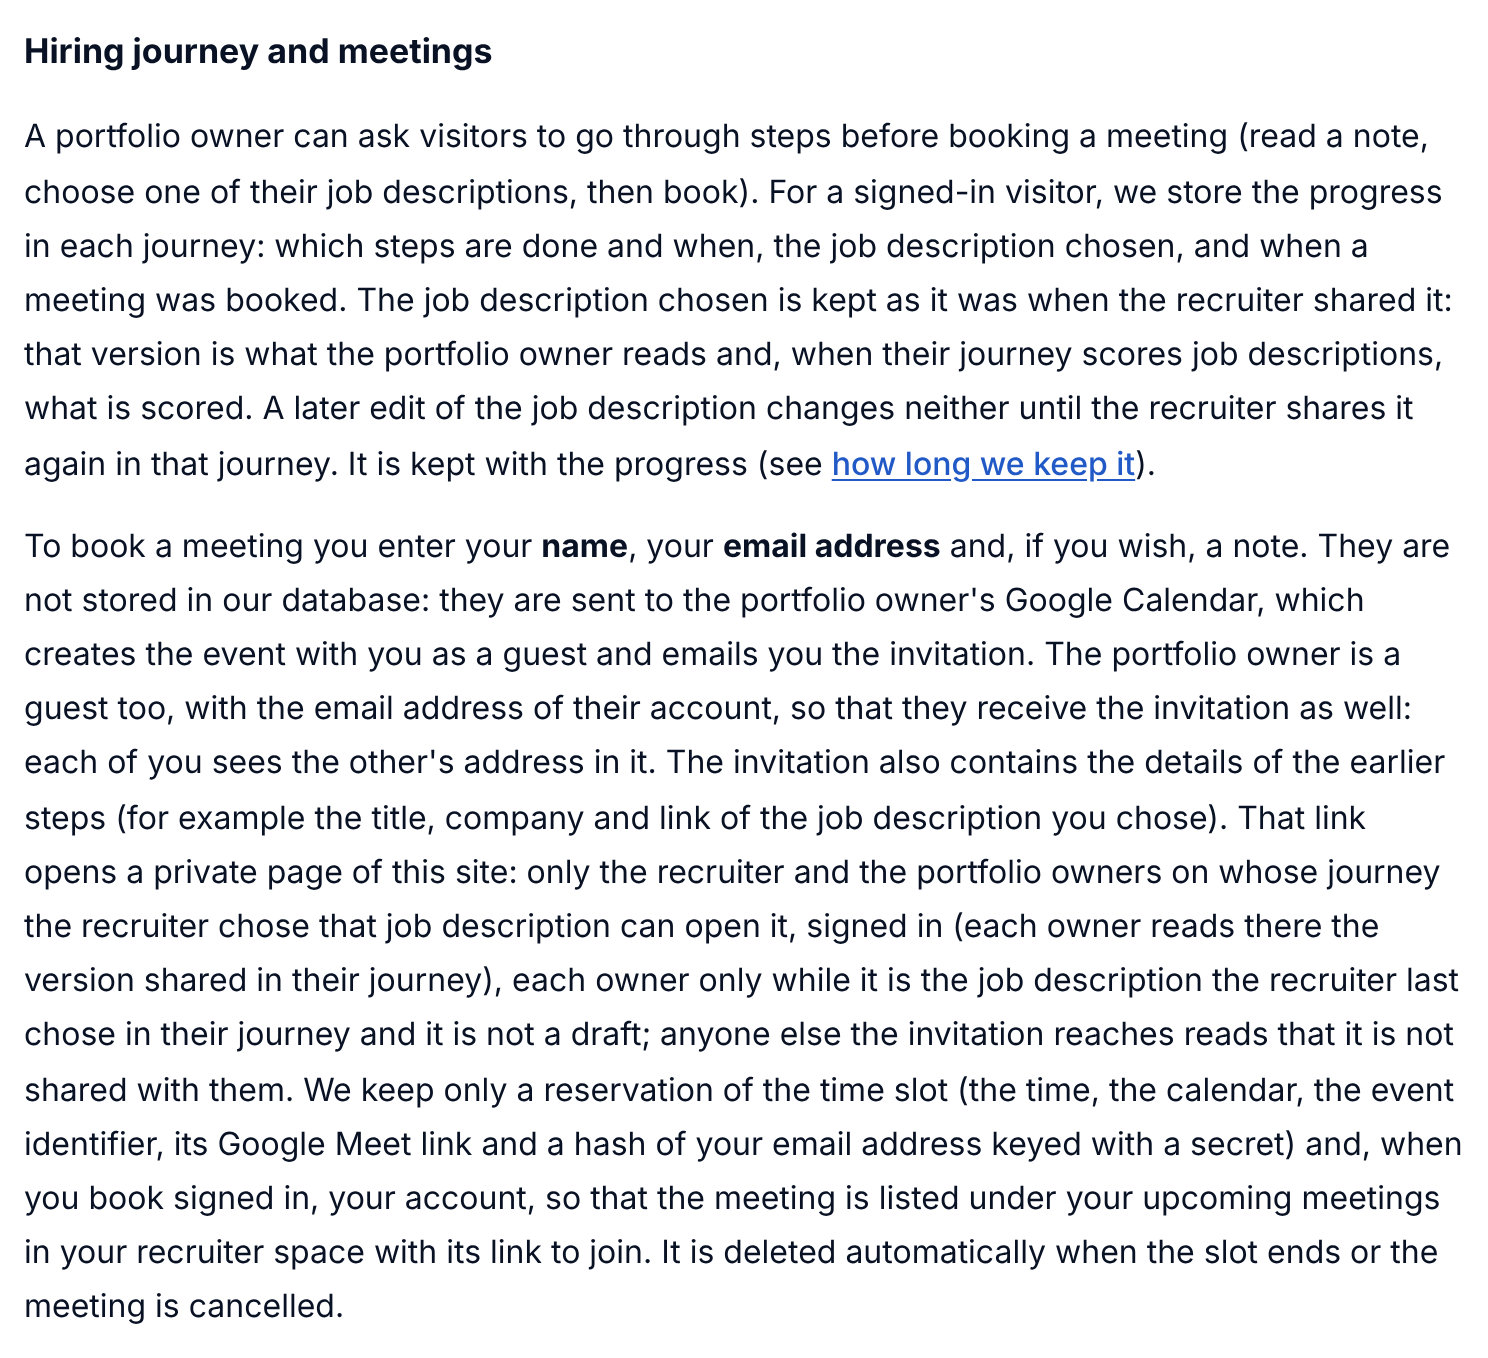 Hiring journey and meetings
A portfolio owner can ask visitors to go through steps before booking a meeting (read a note,
choose one of their job descriptions, then book). For a signed-in visitor, we store the progress
in each journey: which steps are done and when, the job description chosen, and when a
meeting was booked. The job description chosen is kept as it was when the recruiter shared it:
that version is what the portfolio owner reads and, when their journey scores job descriptions,
what is scored. A later edit of the job description changes neither until the recruiter shares it
again in that journey. It is kept with the progress (see how long we keep it).
To book a meeting you enter your name, your email address and, if you wish, a note. They are
not stored in our database: they are sent to the portfolio owner's Google Calendar, which
creates the event with you as a guest and emails you the invitation. The portfolio owner is a
guest too, with the email address of their account, so that they receive the invitation as well:
each of you sees the other's address in it. The invitation also contains the details of the earlier
steps (for example the title, company and link of the job description you chose). That link
opens a private page of this site: only the recruiter and the portfolio owners on whose journey
the recruiter chose that job description can open it, signed in (each owner reads there the
version shared in their journey), each owner only while it is the job description the recruiter last
chose in their journey and it is not a draft; anyone else the invitation reaches reads that it is not
shared with them. We keep only a reservation of the time slot (the time, the calendar, the event
identifier, its Google Meet link and a hash of your email address keyed with a secret) and, when
you book signed in, your account, so that the meeting is listed under your upcoming meetings
in your recruiter space with its link to join. It is deleted automatically when the slot ends or the
meeting is cancelled.